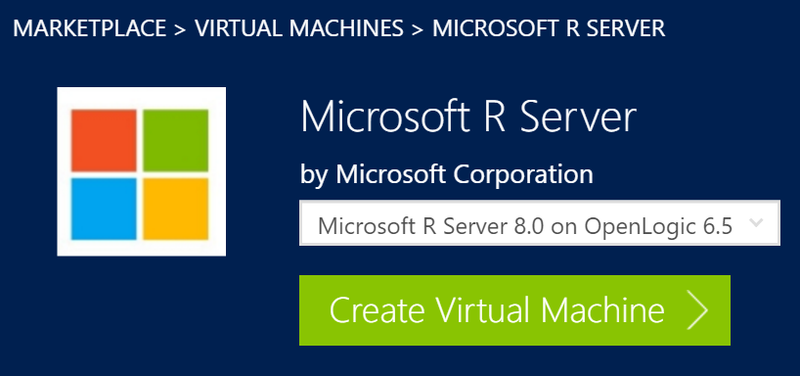 MARKETPLACE > VIRTUAL MACHINES > MICROSOFT R SERVER
Microsoft R Server
by Microsoft Corporation
Microsoft R Server 8.0 on OpenLogic 6.5
Create Virtual Machine